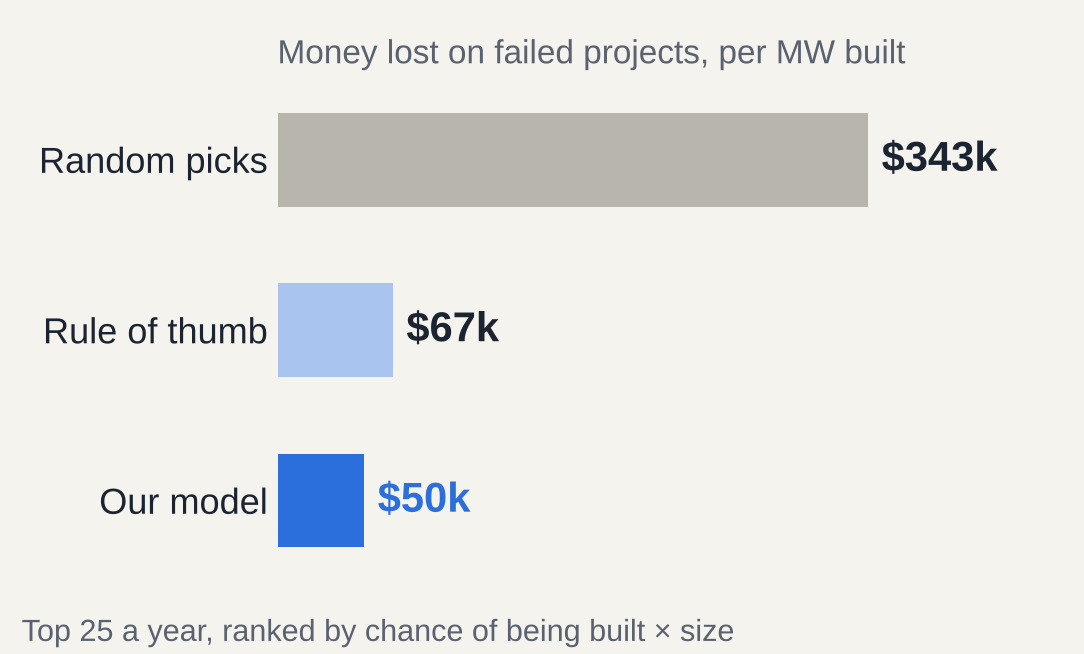 Money lost on failed projects, per MW built
Random picks $343k
Rule of thumb $67k
Our model $50k
Top 25 a year, ranked by chance of being built × size